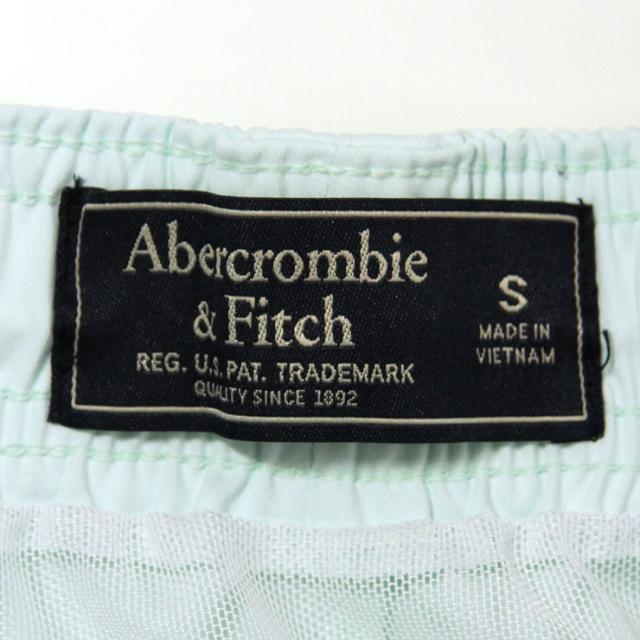 Abercrombie
& Fitch
REG. U.S. PAT. TRADEMARK
QUALITY SINCE 1892
S
MADE IN
VIETNAM